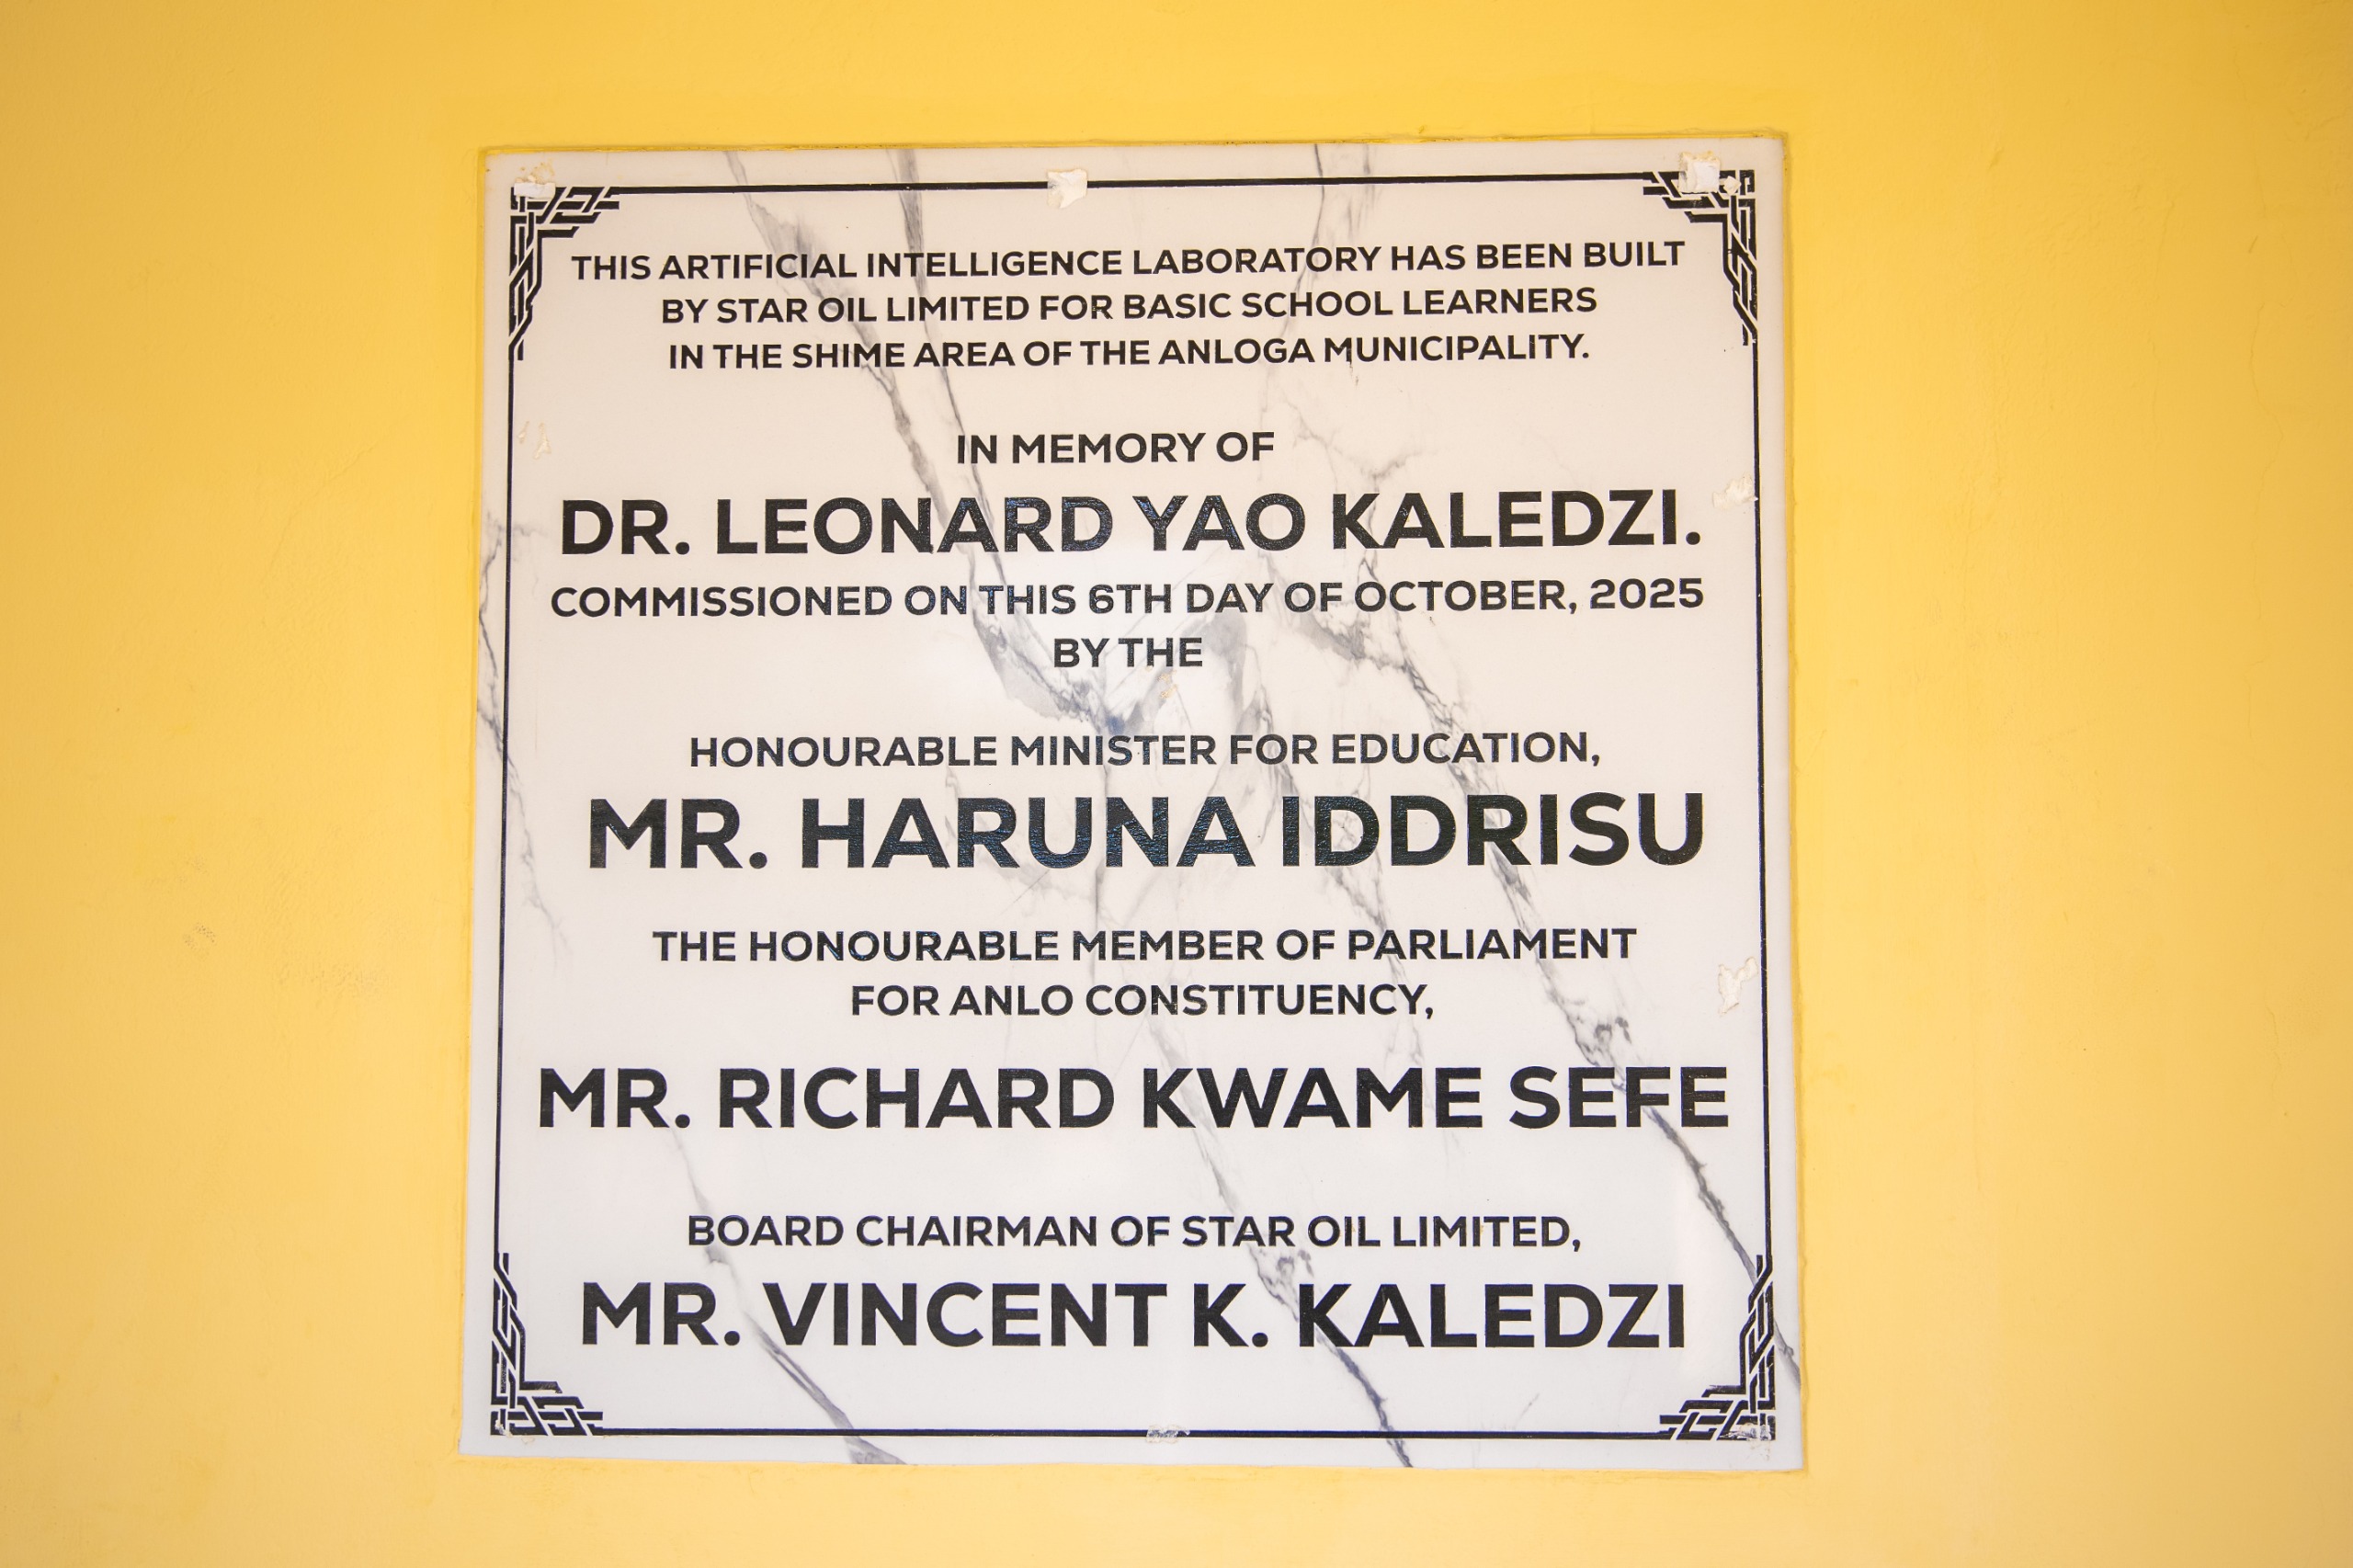 THIS ARTIFICIAL INTELLIGENCE LABORATORY HAS BEEN BUILT
BY STAR OIL LIMITED FOR BASIC SCHOOL LEARNERS
IN THE SHIME AREA OF THE ANLOGA MUNICIPALITY.
IN MEMORY OF
DR. LEONARD YAO KALEDZI.
COMMISSIONED ON THIS 6TH DAY OF OCTOBER, 2025
BY THE
HONOURABLE MINISTER FOR EDUCATION,
MR. HARUNA IDDRISU
THE HONOURABLE MEMBER OF PARLIAMENT
FOR ANLO CONSTITUENCY,
MR. RICHARD KWAME SEFE
BOARD CHAIRMAN OF STAR OIL LIMITED,
MR. VINCENT K. KALEDZI